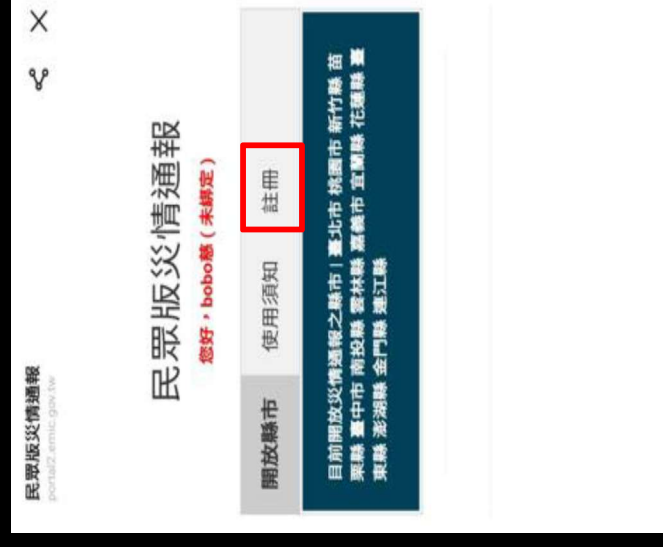 民眾版災情通報
portal2.emic.gov.tw
民眾版災情通報
您好，bobo慈（未綁定）
開放縣市 使用須知 註冊
目前開放災情通報之縣市 | 臺北市 桃園市 新竹縣 苗
栗縣 臺中市 南投縣 雲林縣 嘉義市 宜蘭縣 花蓮縣 臺
東縣 澎湖縣 金門縣 連江縣